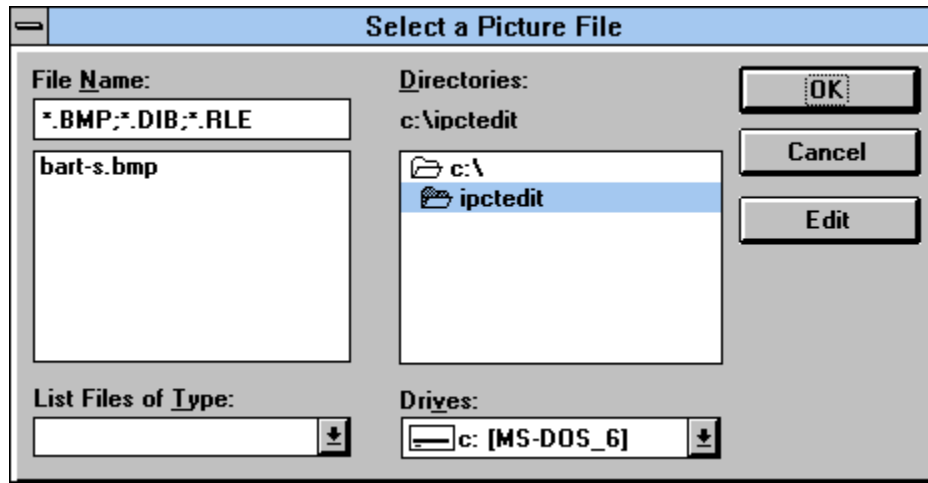 Select a Picture File
File Name:
*.BMP;*.DIB;*.RLE
bart-s.bmp
List Files of Type:
Directories:
c:\ipctedit
c:\
ipctedit
Drives:
c: [MS-DOS_6]
OK
Cancel
Edit